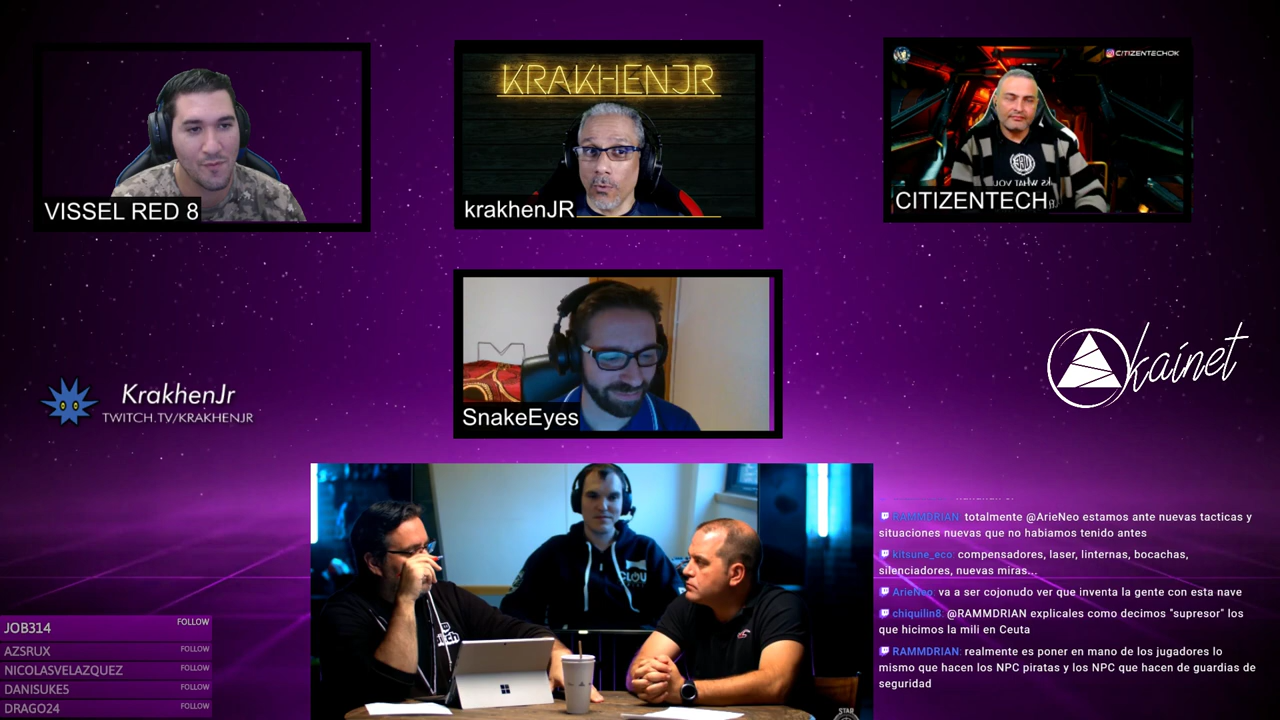 KRAKHENJR
CITIZENTECHOK
VISSEL RED 8
krakhenJR
CITIZENTECH
SnakeEyes
KrakhenJr
TWITCH.TV/KRAKHENJR
kainet
RAMMDRIAN: totalmente @ArieNeo estamos ante nuevas tacticas y
situaciones nuevas que no habiamos tenido antes
kitsune_eco: compensadores, laser, linternas, bocachas,
silenciadores, nuevas miras...
ArieNeo: va a ser cojonudo ver que inventa la gente con esta nave
chiquilin8: @RAMMDRIAN explicales como decimos "supresor" los
que hicimos la mili en Ceuta
RAMMDRIAN: realmente es poner en mano de los jugadores lo
mismo que hacen los NPC piratas y los NPC que hacen de guardias de
seguridad
JOB314 FOLLOW
AZSRUX FOLLOW
NICOLASVELAZQUEZ FOLLOW
DANISUKE5 FOLLOW
DRAGO24 FOLLOW
STAR